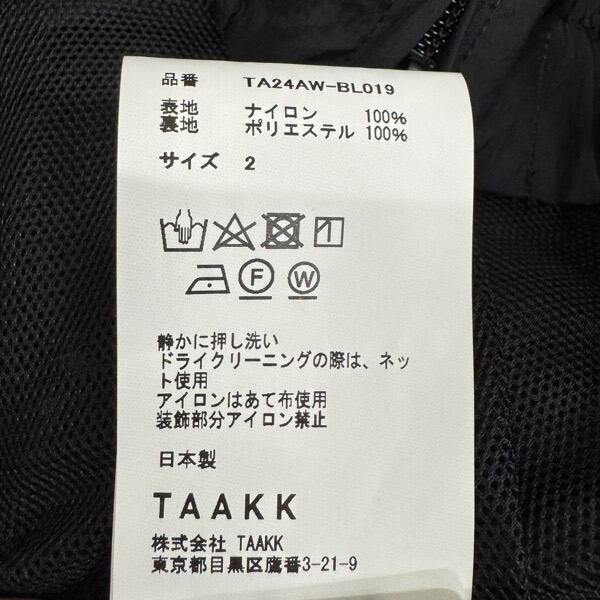 品番 TA24AW-BL019
表地 ナイロン 100%
裏地 ポリエステル 100%
サイズ 2
F W
静かに押し洗い
ドライクリーニングの際は、ネッ
ト使用
アイロンはあて布使用
装飾部分アイロン禁止
日本製
TAAKK
株式会社 TAAKK
東京都目黒区鷹番3-21-9